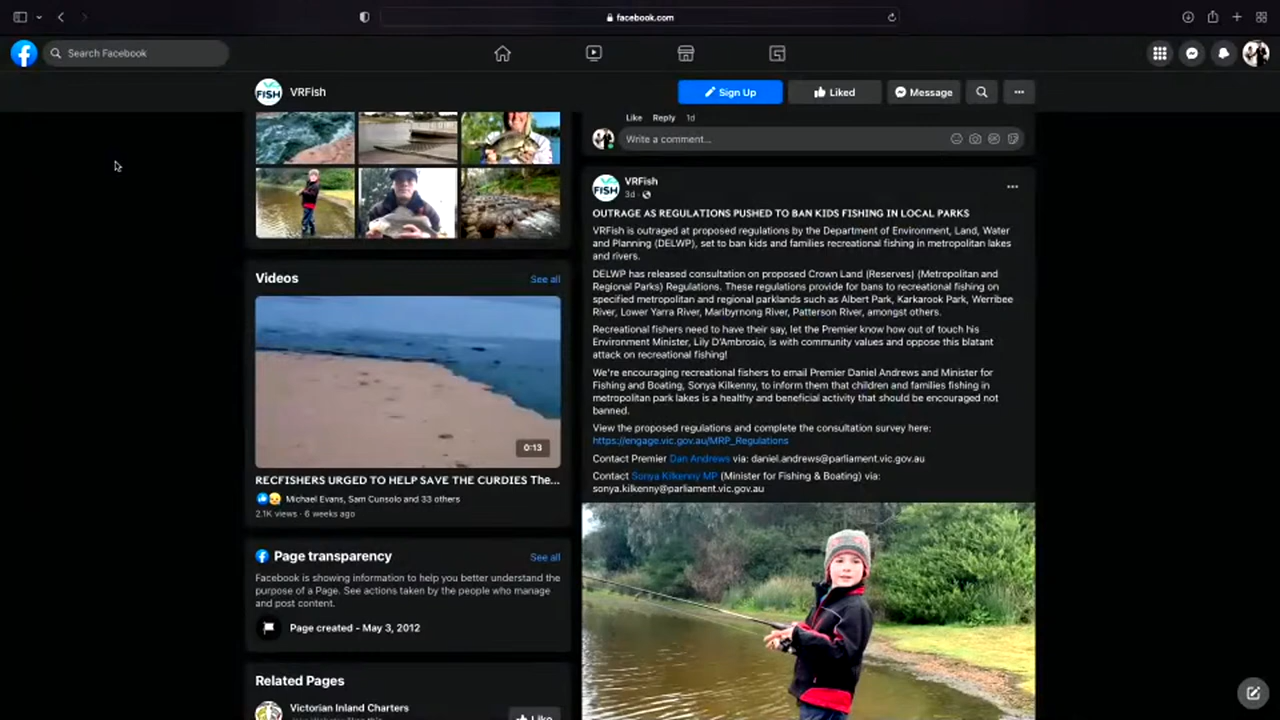 facebook.com
Search Facebook
FISH
VRFish
Sign Up
Liked
Message
Like Reply 1d
Write a comment...
Videos
See all
0:13
RECFISHERS URGED TO HELP SAVE THE CURDIES The...
Michael Evans, Sam Cunsolo and 33 others
2.1K views · 6 weeks ago
Page transparency
See all
Facebook is showing information to help you better understand the
purpose of a Page. See actions taken by the people who manage
and post content.
Page created - May 3, 2012
Related Pages
Victorian Inland Charters
Like
FISH
VRFish
3d ·
OUTRAGE AS REGULATIONS PUSHED TO BAN KIDS FISHING IN LOCAL PARKS
VRFish is outraged at proposed regulations by the Department of Environment, Land, Water
and Planning (DELWP), set to ban kids and families recreational fishing in metropolitan lakes
and rivers.
DELWP has released consultation on proposed Crown Land (Reserves) (Metropolitan and
Regional Parks) Regulations. These regulations provide for bans to recreational fishing on
specified metropolitan and regional parklands such as Albert Park, Karkarook Park, Werribee
River, Lower Yarra River, Maribyrnong River, Patterson River, amongst others.
Recreational fishers need to have their say, let the Premier know how out of touch his
Environment Minister, Lily D'Ambrosio, is with community values and oppose this blatant
attack on recreational fishing!
We're encouraging recreational fishers to email Premier Daniel Andrews and Minister for
Fishing and Boating, Sonya Kilkenny, to inform them that children and families fishing in
metropolitan park lakes is a healthy and beneficial activity that should be encouraged not
banned.
View the proposed regulations and complete the consultation survey here:
https://engage.vic.gov.au/MRP_Regulations
Contact Premier Dan Andrews via: daniel.andrews@parliament.vic.gov.au
Contact Sonya Kilkenny MP (Minister for Fishing & Boating) via:
sonya.kilkenny@parliament.vic.gov.au